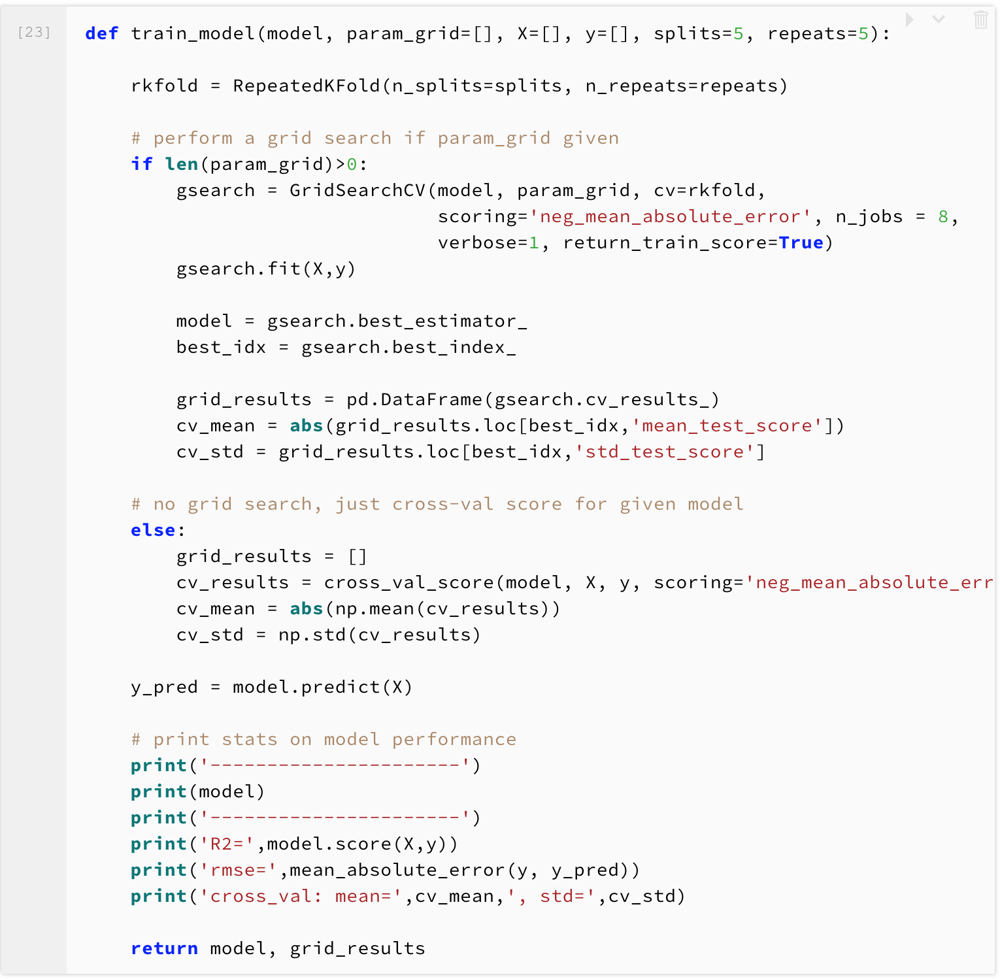 [23]
def train_model(model, param_grid=[], X=[], y=[], splits=5, repeats=5):
rkfold = RepeatedKFold(n_splits=splits, n_repeats=repeats)
# perform a grid search if param_grid given
if len(param_grid)>0:
gsearch = GridSearchCV(model, param_grid, cv=rkfold,
scoring='neg_mean_absolute_error', n_jobs = 8,
verbose=1, return_train_score=True)
gsearch.fit(X,y)
model = gsearch.best_estimator_
best_idx = gsearch.best_index_
grid_results = pd.DataFrame(gsearch.cv_results_)
cv_mean = abs(grid_results.loc[best_idx,'mean_test_score'])
cv_std = grid_results.loc[best_idx,'std_test_score']
# no grid search, just cross-val score for given model
else:
grid_results = []
cv_results = cross_val_score(model, X, y, scoring='neg_mean_absolute_err
cv_mean = abs(np.mean(cv_results))
cv_std = np.std(cv_results)
y_pred = model.predict(X)
# print stats on model performance
print('----------------------')
print(model)
print('----------------------')
print('R2=',model.score(X,y))
print('rmse=',mean_absolute_error(y, y_pred))
print('cross_val: mean=',cv_mean,', std=',cv_std)
return model, grid_results